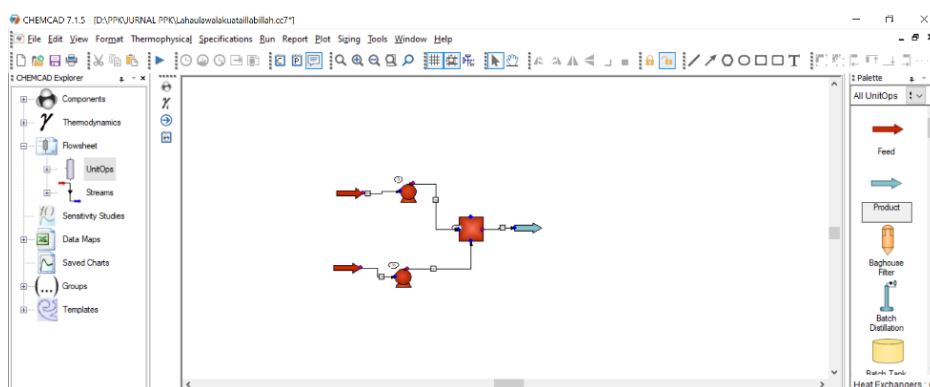 CHEMCAD 7.1.5 - [D:\PPK\JURNAL PPK\Lahaulawalakuataillabillah.cc7*]
File Edit View Format Thermophysical Specifications Run Report Plot Sizing Tools Window Help
CHEMCAD Explorer
Components
Thermodynamics
Flowsheet
UnitOps
Streams
Sensitivity Studies
Data Maps
Saved Charts
Groups
Templates
Palette
All UnitOps
Feed
Product
Baghouse
Filter
Batch
Distillation
Batch Tank
Heat Exchangers